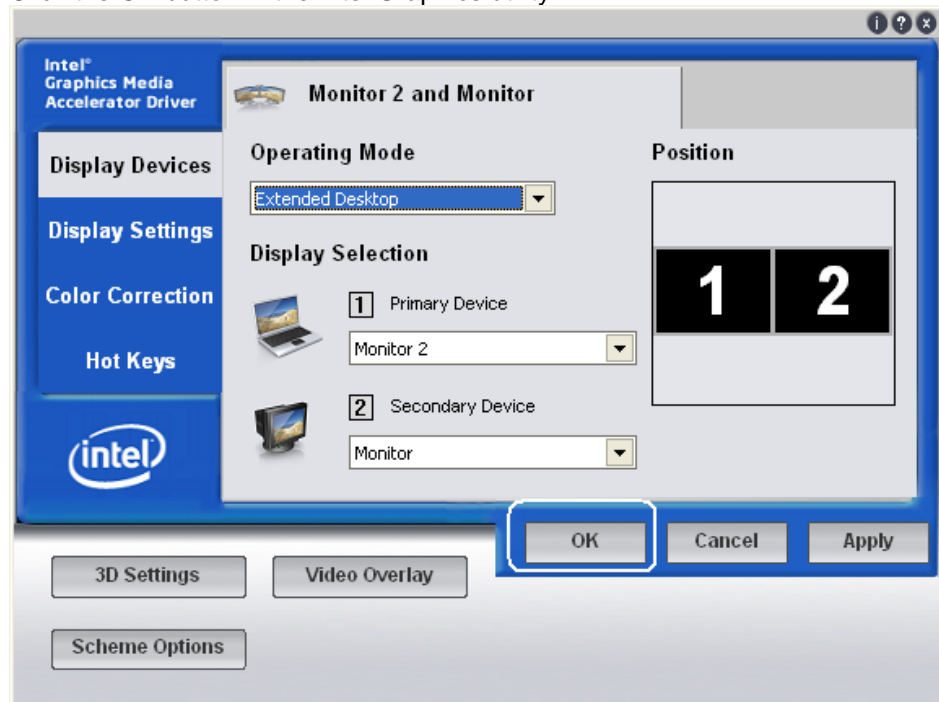 Intel®
Graphics Media
Accelerator Driver
Monitor 2 and Monitor
Display Devices
Display Settings
Color Correction
Hot Keys
intel
Operating Mode
Extended Desktop
Display Selection
1 Primary Device
Monitor 2
2 Secondary Device
Monitor
Position
1 2
OK Cancel Apply
3D Settings Video Overlay
Scheme Options